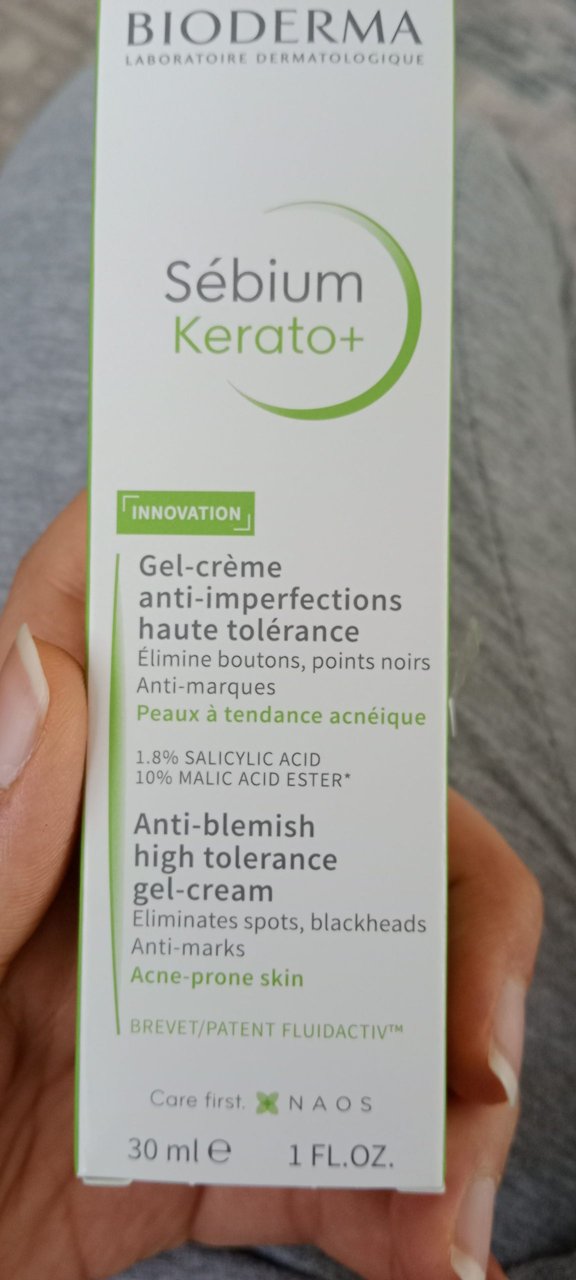 BIODERMA
LABORATOIRE DERMATOLOGIQUE
Sébium
Kerato+
INNOVATION
Gel-crème
anti-imperfections
haute tolérance
Élimine boutons, points noirs
Anti-marques
Peaux à tendance acnéique
1.8% SALICYLIC ACID
10% MALIC ACID ESTER*
Anti-blemish
high tolerance
gel-cream
Eliminates spots, blackheads
Anti-marks
Acne-prone skin
BREVET/PATENT FLUIDACTIV™
Care first. NAOS
30 ml ℮ 1 FL.OZ.